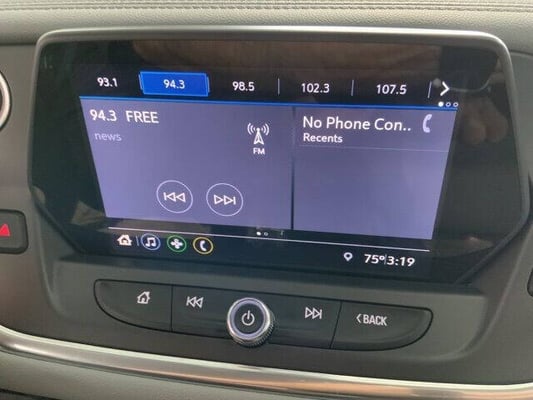 93.1 94.3 98.5 102.3 107.5
94.3 FREE
news
FM
No Phone Con..
Recents
75° 3:19
<BACK